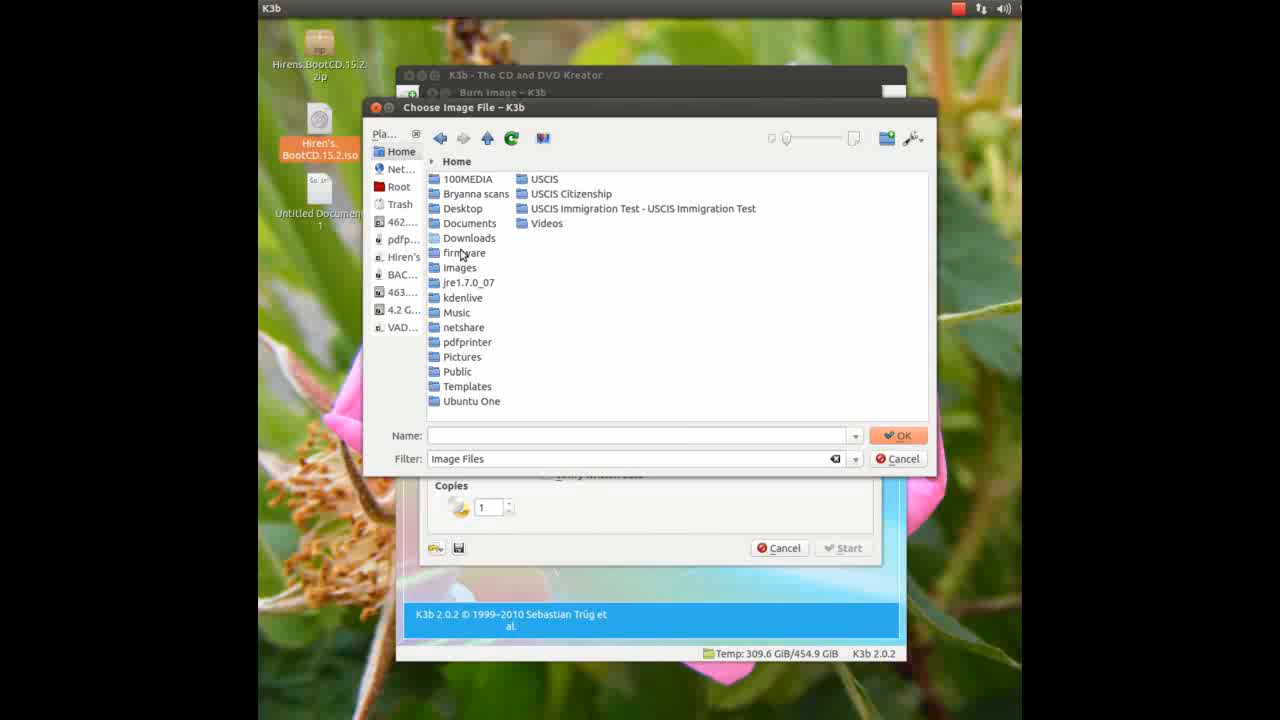 K3b
Hirens.BootCD.15.2.
zip
Hiren's.
BootCD.15.2.iso
Untitled Document
1
K3b - The CD and DVD Kreator
Burn Image – K3b
Choose Image File – K3b
Pla...
Home
Net...
Root
Trash
462....
pdfp...
Hiren's
BAC...
463....
4.2 G...
VAD...
Home
100MEDIA
Bryanna scans
Desktop
Documents
Downloads
firmware
Images
jre1.7.0_07
kdenlive
Music
netshare
pdfprinter
Pictures
Public
Templates
Ubuntu One
USCIS
USCIS Citizenship
USCIS Immigration Test - USCIS Immigration Test
Videos
Name:
OK
Filter: Image Files
Cancel
Copies
1
Cancel
Start
K3b 2.0.2 © 1999–2010 Sebastian Trüg et
al.
Temp: 309.6 GiB/454.9 GiB K3b 2.0.2